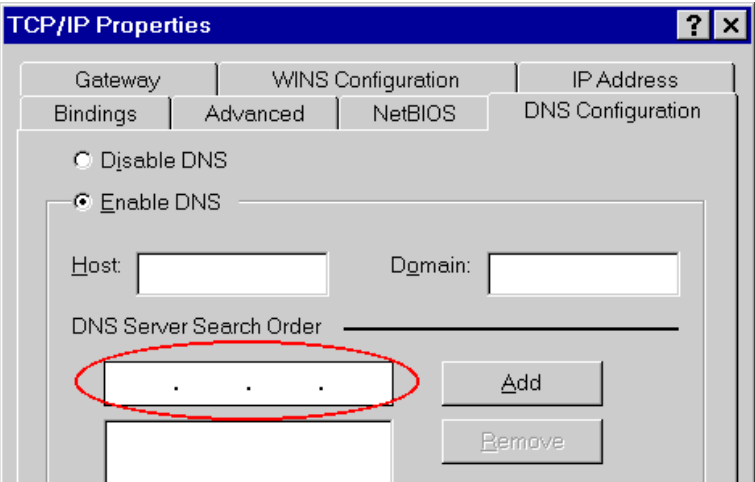 TCP/IP Properties
Gateway WINS Configuration IP Address
Bindings Advanced NetBIOS DNS Configuration
Disable DNS
Enable DNS
Host: Domain:
DNS Server Search Order
. . . Add
Remove